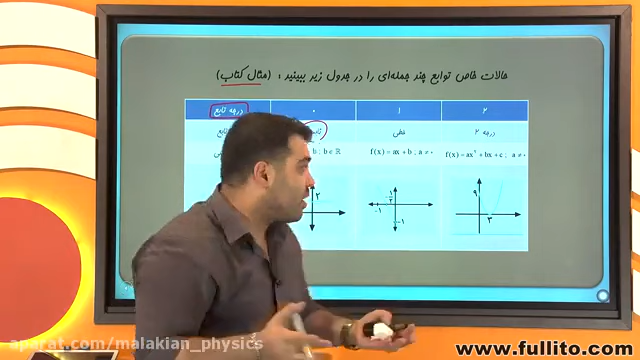 حالات خاص توابع چند جمله‌ای را در جدول زیر ببینید : (مثال کتاب)
درجه تابع ۰ ۱ ۲
تابع خطی درجه ۲
b ; b ∈ ℝ f(x) = ax + b ; a ≠ ۰ f(x) = ax² + bx + c ; a ≠ ۰
۲ ۹
-۱
-۱ ۳
aparat.com/malakian_physics
www.fullito.com